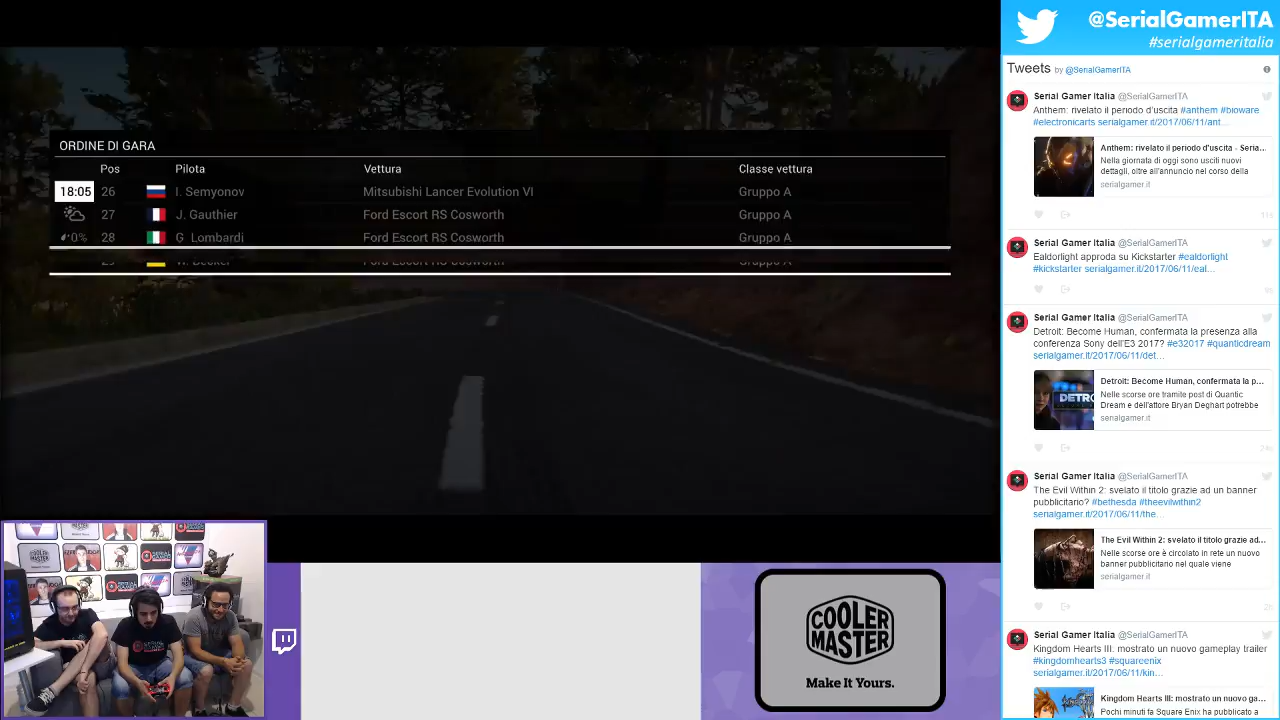 ORDINE DI GARA
Pos Pilota Vettura Classe vettura
18:05 26 I. Semyonov Mitsubishi Lancer Evolution VI Gruppo A
27 J. Gauthier Ford Escort RS Cosworth Gruppo A
0% 28 G. Lombardi Ford Escort RS Cosworth Gruppo A
29 W. Becker Ford Escort RS Cosworth Gruppo A
COOLER
MASTER
Make It Yours.
@SerialGamerITA
#serialgameritalia
Tweets by @SerialGamerITA
Serial Gamer Italia @SerialGamerITA
Anthem: rivelato il periodo d'uscita #anthem #bioware
#electronicarts serialgamer.it/2017/06/11/ant...
Anthem: rivelato il periodo d'uscita - Seria...
Nella giornata di oggi sono usciti nuovi
dettagli, oltre all'annuncio nel corso della
serialgamer.it
11s
Serial Gamer Italia @SerialGamerITA
Ealdorlight approda su Kickstarter #ealdorlight
#kickstarter serialgamer.it/2017/06/11/eal...
Serial Gamer Italia @SerialGamerITA
Detroit: Become Human, confermata la presenza alla
conferenza Sony dell'E3 2017? #e32017 #quanticdream
serialgamer.it/2017/06/11/det...
DETRO
Detroit: Become Human, confermata la p...
Nelle scorse ore tramite post di Quantic
Dream e dell'attore Bryan Deghart potrebbe
serialgamer.it
Serial Gamer Italia @SerialGamerITA
The Evil Within 2: svelato il titolo grazie ad un banner
pubblicitario? #bethesda #theevilwithin2
serialgamer.it/2017/06/11/the...
The Evil Within 2: svelato il titolo grazie ad...
Nelle scorse ore è circolato in rete un nuovo
banner pubblicitario nel quale viene
serialgamer.it
Serial Gamer Italia @SerialGamerITA
Kingdom Hearts III: mostrato un nuovo gameplay trailer
#kingdomhearts3 #squareenix
serialgamer.it/2017/06/11/kin...
Kingdom Hearts III: mostrato un nuovo ga...
Pochi minuti fa Square Enix ha pubblicato a